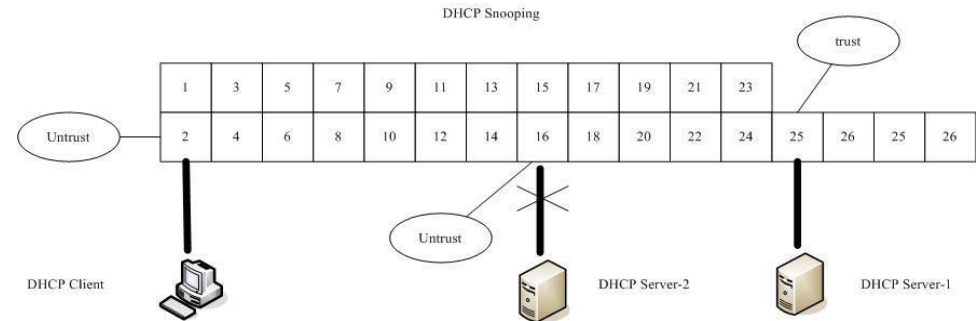 DHCP Snooping
trust
1 3 5 7 9 11 13 15 17 19 21 23
Untrust
2 4 6 8 10 12 14 16 18 20 22 24 25 26 25 26
Untrust
DHCP Client
DHCP Server-2
DHCP Server-1